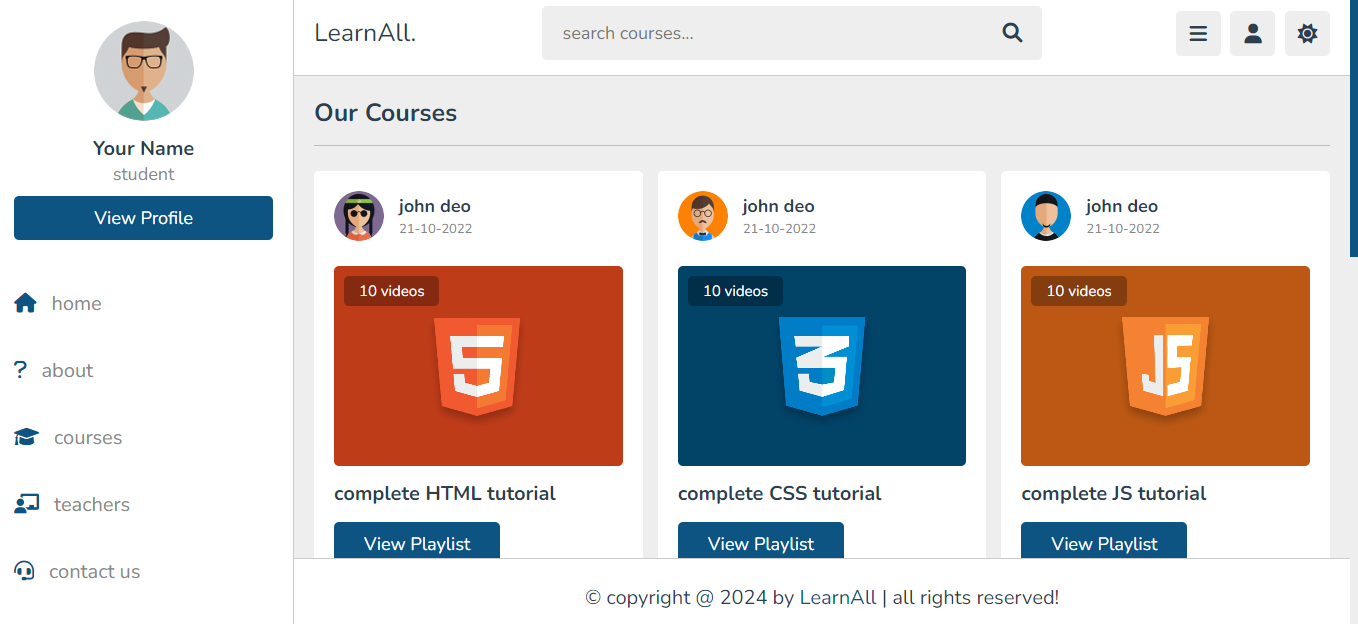 Your Name
student
View Profile
home
about
courses
teachers
contact us
LearnAll.
search courses...
Our Courses
john deo
21-10-2022
10 videos
5
complete HTML tutorial
View Playlist
john deo
21-10-2022
10 videos
3
complete CSS tutorial
View Playlist
john deo
21-10-2022
10 videos
JS
complete JS tutorial
View Playlist
© copyright @ 2024 by LearnAll | all rights reserved!